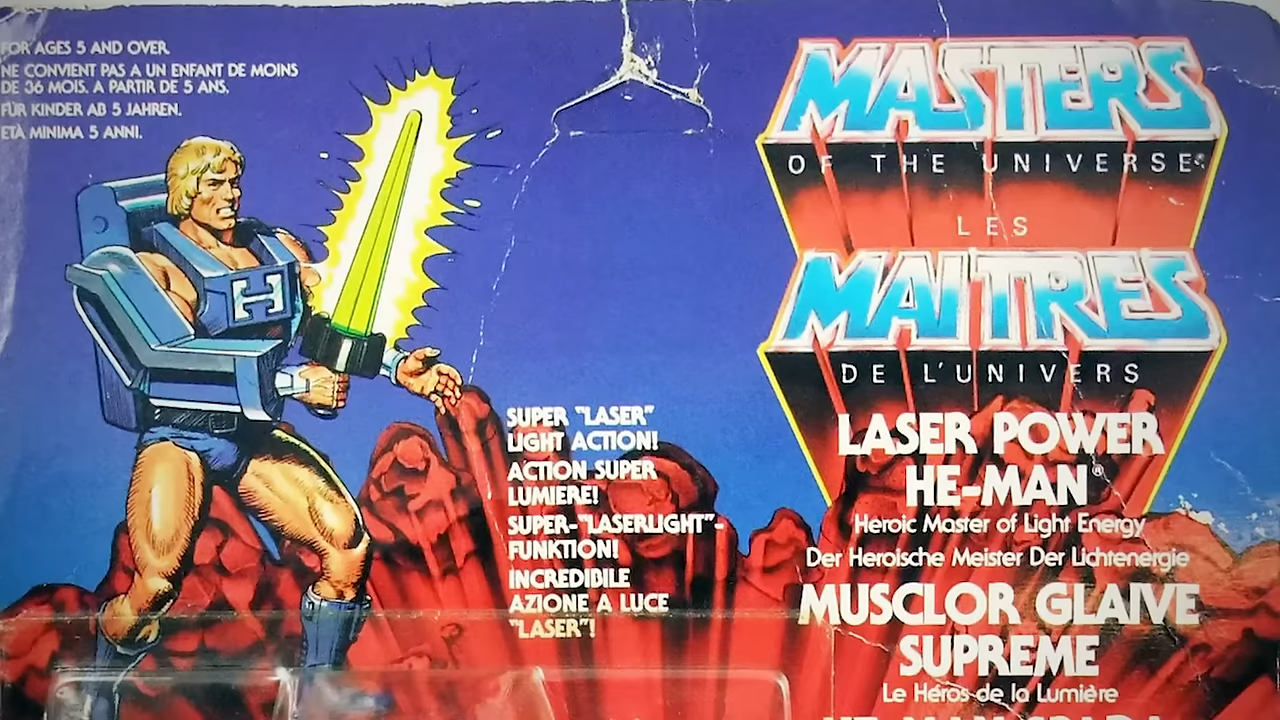 FOR AGES 5 AND OVER.
NE CONVIENT PAS A UN ENFANT DE MOINS
DE 36 MOIS. A PARTIR DE 5 ANS.
FÜR KINDER AB 5 JAHREN.
ETÀ MINIMA 5 ANNI.
H
MASTERS
OF THE UNIVERSE®
LES
MAITRES
DE L'UNIVERS
SUPER "LASER"
LIGHT ACTION!
ACTION SUPER
LUMIERE!
SUPER-"LASERLIGHT"-
FUNKTION!
INCREDIBILE
AZIONE A LUCE
"LASER"!
LASER POWER
HE-MAN®
Heroic Master of Light Energy
Der Heroische Meister Der Lichtenergie
MUSCLOR GLAIVE
SUPREME
Le Héros de la Lumière
HE-MAN SPADA